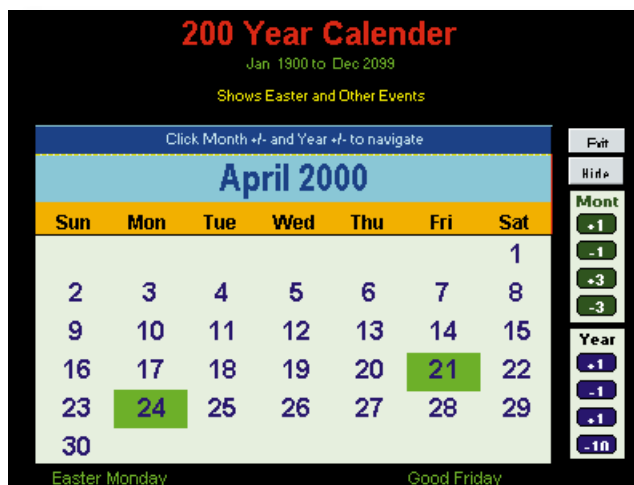 200 Year Calender
Jan 1900 to Dec 2099
Shows Easter and Other Events
Click Month +/- and Year +/- to navigate
Exit
April 2000
Hide
Sun Mon Tue Wed Thu Fri Sat
Mont
1
+1
-1
2 3 4 5 6 7 8
+3
-3
9 10 11 12 13 14 15
Year
16 17 18 19 20 21 22
+1
-1
23 24 25 26 27 28 29
+1
30
-10
Easter Monday Good Friday